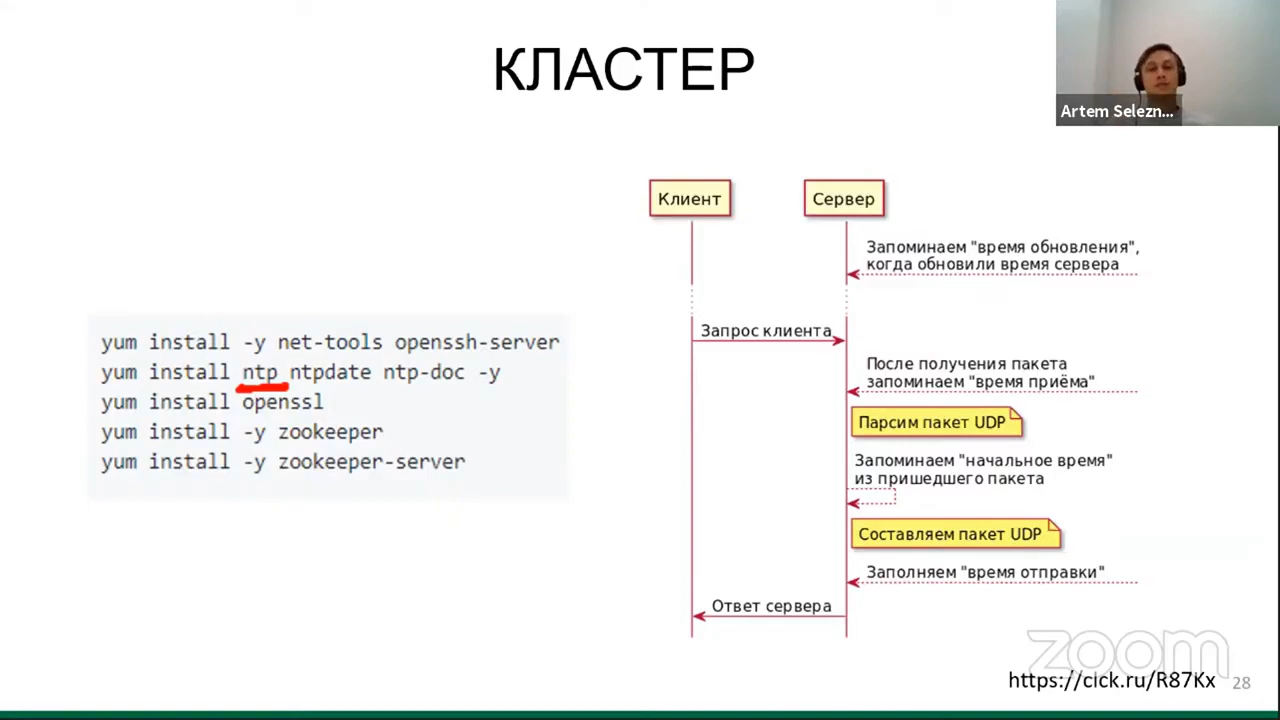 КЛАСТЕР
Artem Selezn...
yum install -y net-tools openssh-server
yum install ntp ntpdate ntp-doc -y
yum install openssl
yum install -y zookeeper
yum install -y zookeeper-server
Клиент
Сервер
Запоминаем "время обновления",
когда обновили время сервера
Запрос клиента
После получения пакета
запоминаем "время приёма"
Парсим пакет UDP
Запоминаем "начальное время"
из пришедшего пакета
Составляем пакет UDP
Заполняем "время отправки"
Ответ сервера
zoom
https://clck.ru/R87Kx
28